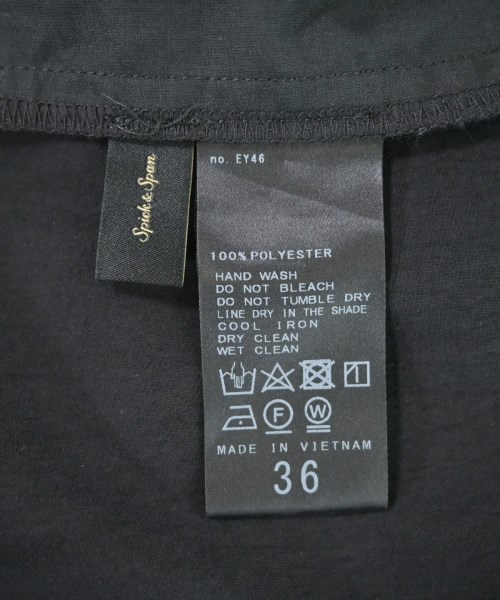 Spick & Span
no. EY46
100% POLYESTER
HAND WASH
DO NOT BLEACH
DO NOT TUMBLE DRY
LINE DRY IN THE SHADE
COOL IRON
DRY CLEAN
WET CLEAN
F W
MADE IN VIETNAM
36